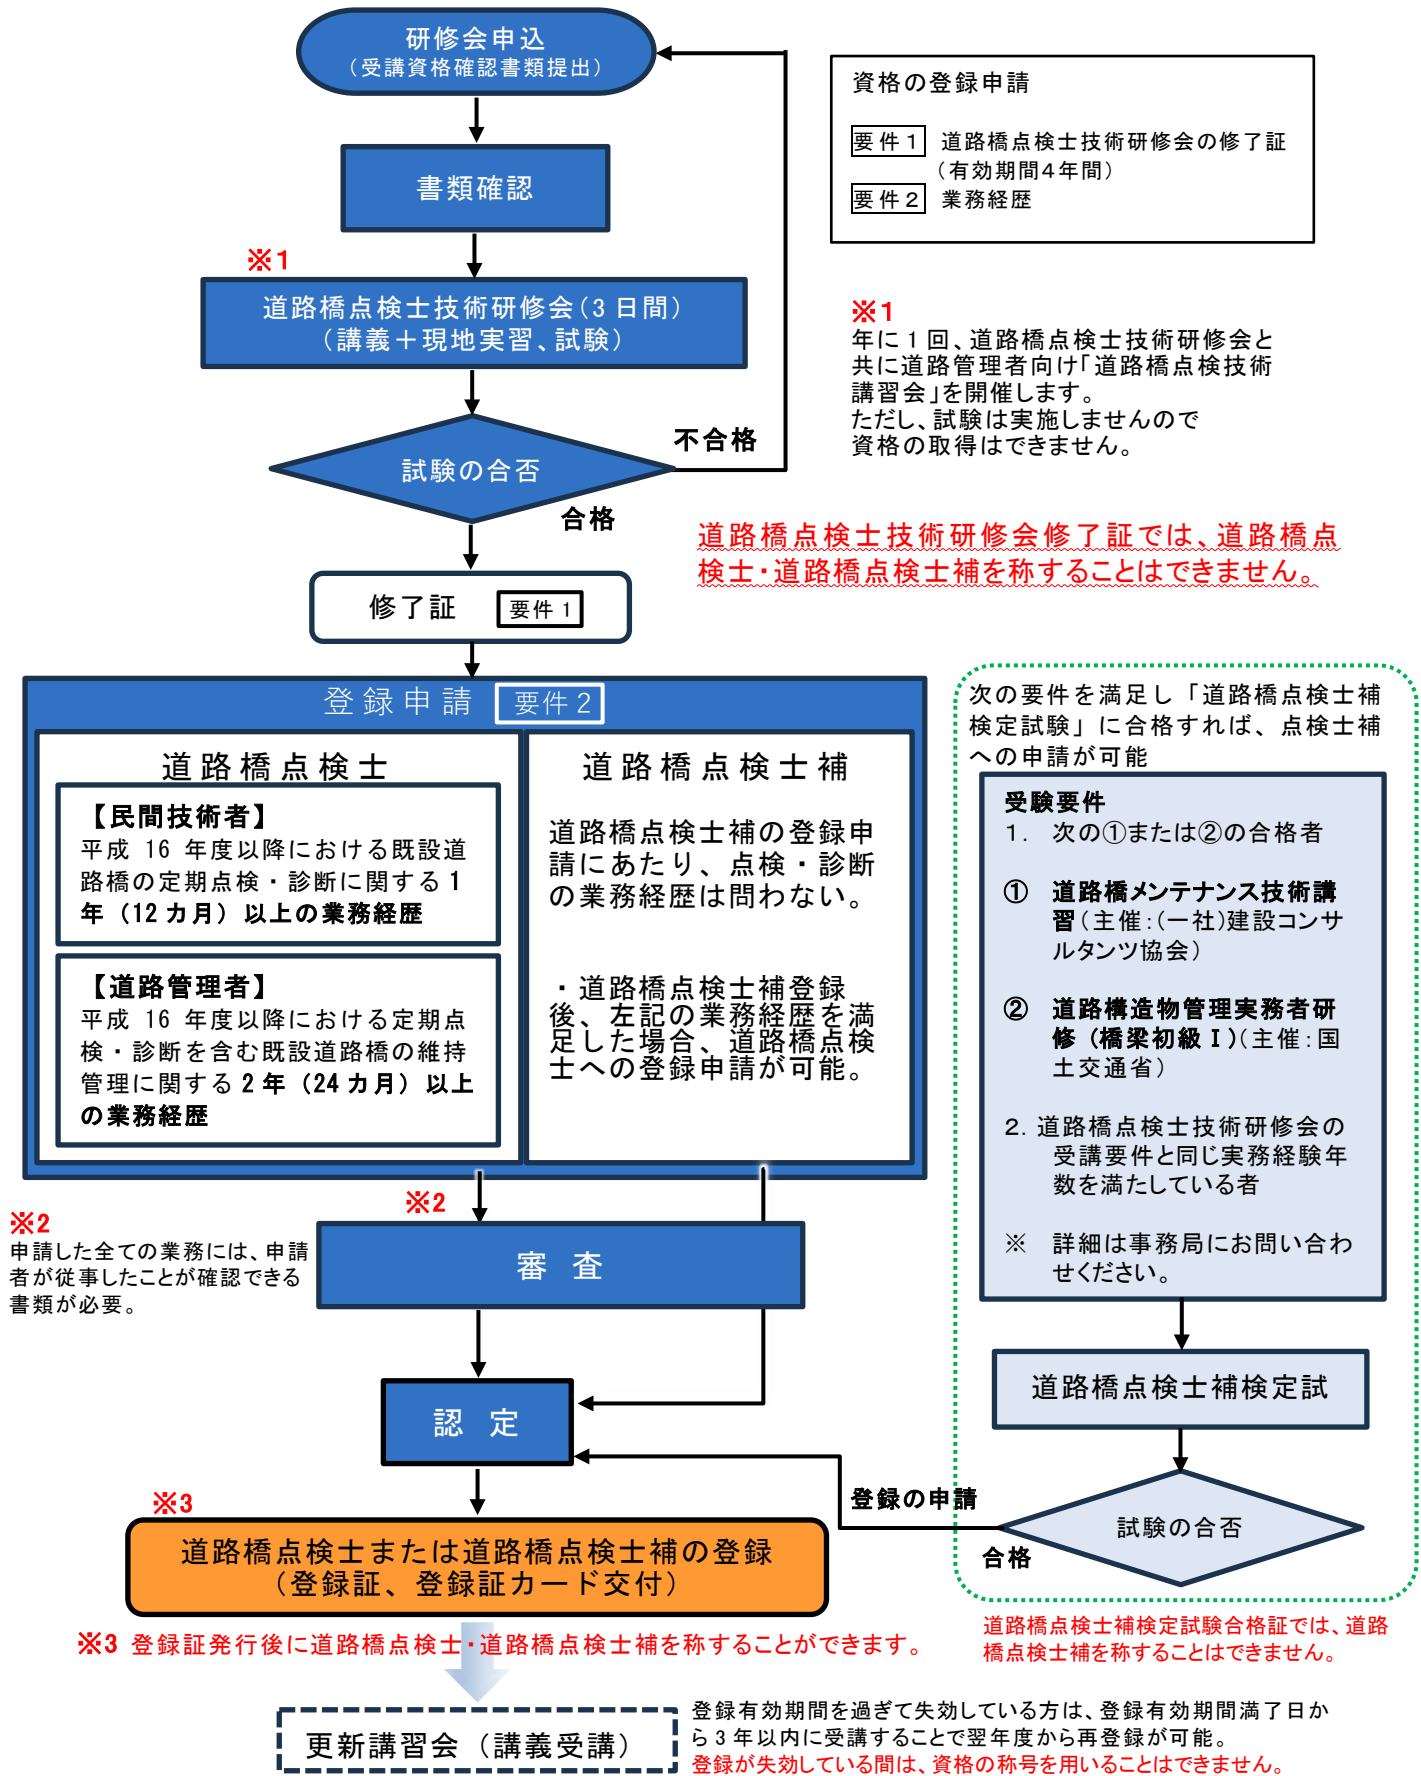 研修会申込
（受講資格確認書類提出）
書類確認
※1
道路橋点検士技術研修会（3日間）
（講義＋現地実習、試験）
試験の合否
不合格
合格
修了証 要件1
資格の登録申請
要件1 道路橋点検士技術研修会の修了証
（有効期間4年間）
要件2 業務経歴
※1
年に1回、道路橋点検士技術研修会と
共に道路管理者向け「道路橋点検技術
講習会」を開催します。
ただし、試験は実施しませんので
資格の取得はできません。
道路橋点検士技術研修会修了証では、道路橋点
検士・道路橋点検士補を称することはできません。
登録申請 要件2
道路橋点検士
【民間技術者】
平成 16 年度以降における既設道
路橋の定期点検・診断に関する1
年（12カ月）以上の業務経歴
【道路管理者】
平成 16 年度以降における定期点
検・診断を含む既設道路橋の維持
管理に関する2年（24カ月）以上
の業務経歴
道路橋点検士補
道路橋点検士補の登録申
請にあたり、点検・診断
の業務経歴は問わない。
・道路橋点検士補登録
後、左記の業務経歴を満
足した場合、道路橋点検
士への登録申請が可能。
※2
※2
申請した全ての業務には、申請
者が従事したことが確認できる
書類が必要。
審 査
認 定
次の要件を満足し「道路橋点検士補
検定試験」に合格すれば、点検士補
への申請が可能
受験要件
1． 次の①または②の合格者
① 道路橋メンテナンス技術講
習（主催：(一社)建設コンサ
ルタンツ協会）
② 道路構造物管理実務者研
修（橋梁初級Ⅰ）（主催：国
土交通省）
2．道路橋点検士技術研修会の
受講要件と同じ実務経験年
数を満たしている者
※ 詳細は事務局にお問い合わ
せください。
道路橋点検士補検定試
試験の合否
登録の申請
合格
道路橋点検士補検定試験合格証では、道路
橋点検士補を称することはできません。
※3
道路橋点検士または道路橋点検士補の登録
（登録証、登録証カード交付）
※3 登録証発行後に道路橋点検士・道路橋点検士補を称することができます。
更新講習会（講義受講）
登録有効期間を過ぎて失効している方は、登録有効期間満了日か
ら3年以内に受講することで翌年度から再登録が可能。
登録が失効している間は、資格の称号を用いることはできません。